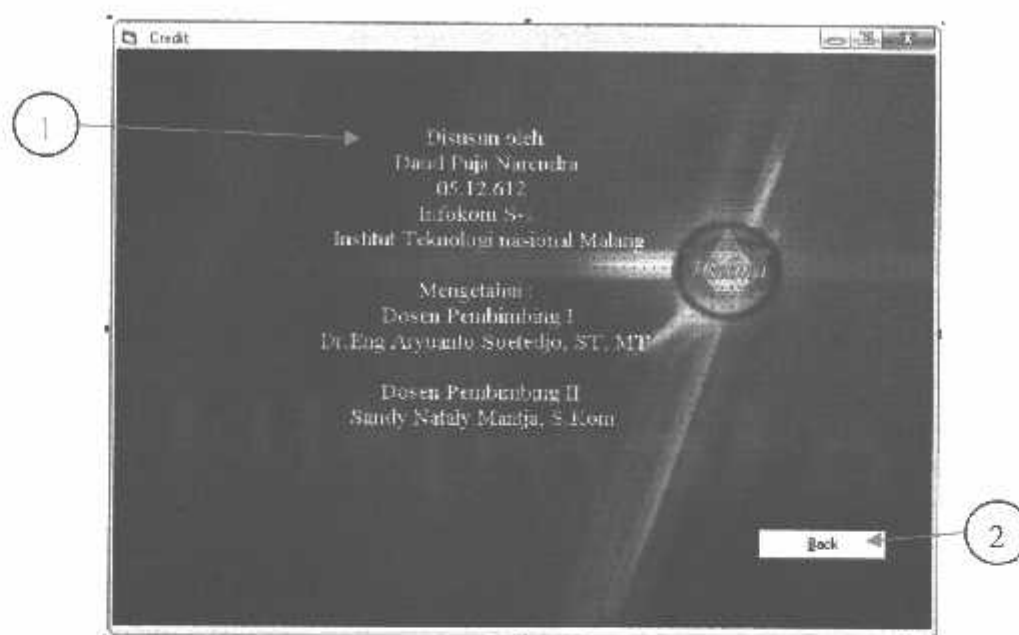 Credit
1
Disusun oleh
Daud Puja Narendra
05.12.612
Infokom S-
Institut Teknologi nasional Malang
Mengetahui :
Dosen Pembimbing I
Dr.Eng Aryuanto Soetedjo, ST, MT
Dosen Pembimbing II
Sandy Nataly Mantja, S.Kom
Back
2